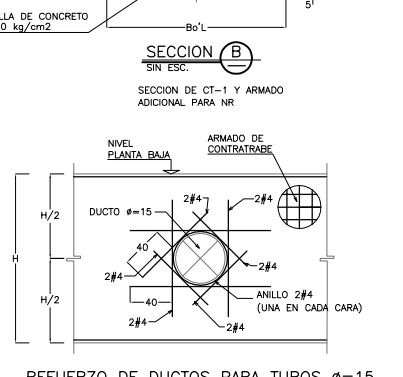 LLA DE CONCRETO
0 kg/cm2
Bo'L
5
SECCION B
SIN ESC.
SECCION DE CT-1 Y ARMADO
ADICIONAL PARA NR
NIVEL
PLANTA BAJA
ARMADO DE
CONTRATRABE
2#4
2#4
DUCTO ø=15
H/2
H
40
2#4
2#4
H/2
40
ANILLO 2#4
(UNA EN CADA CARA)
2#4
2#4
REFUERZO DE DUCTOS PARA TUBOS ø=15